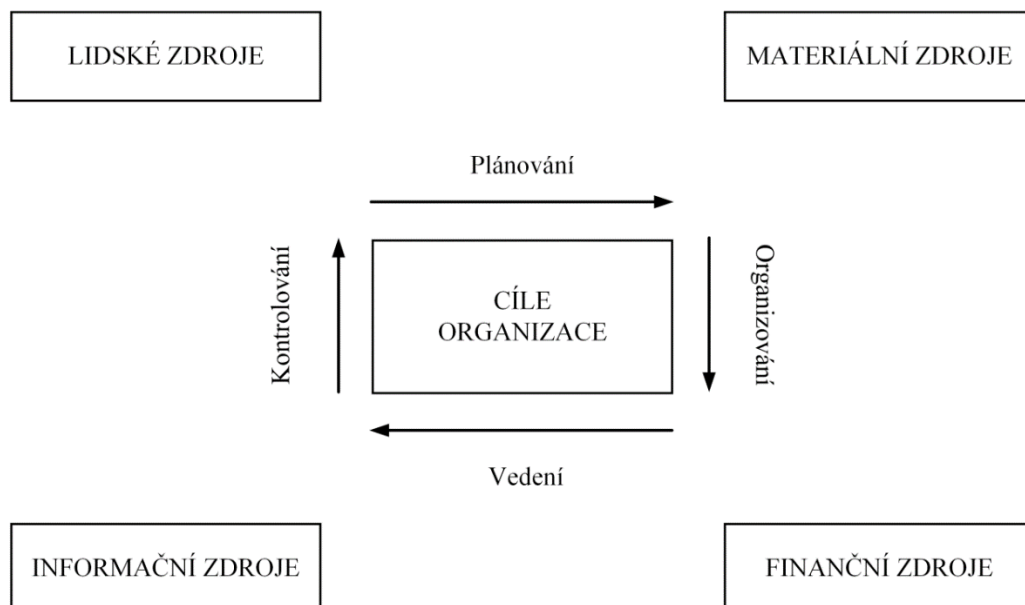 LIDSKÉ ZDROJE
MATERIÁLNÍ ZDROJE
Plánování
Kontrolování
CÍLE
ORGANIZACE
Organizování
Vedení
INFORMAČNÍ ZDROJE
FINANČNÍ ZDROJE